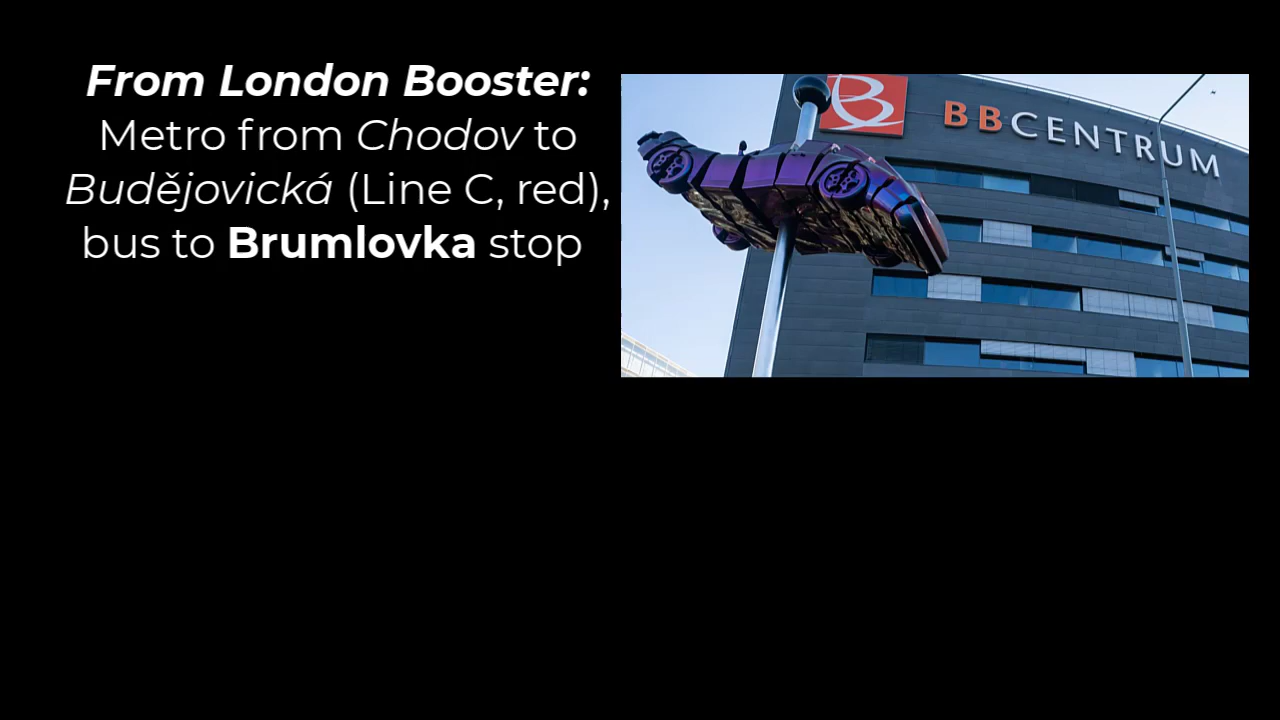 From London Booster:
Metro from Chodov to
Budějovická (Line C, red),
bus to Brumlovka stop
B
BBCENTRUM